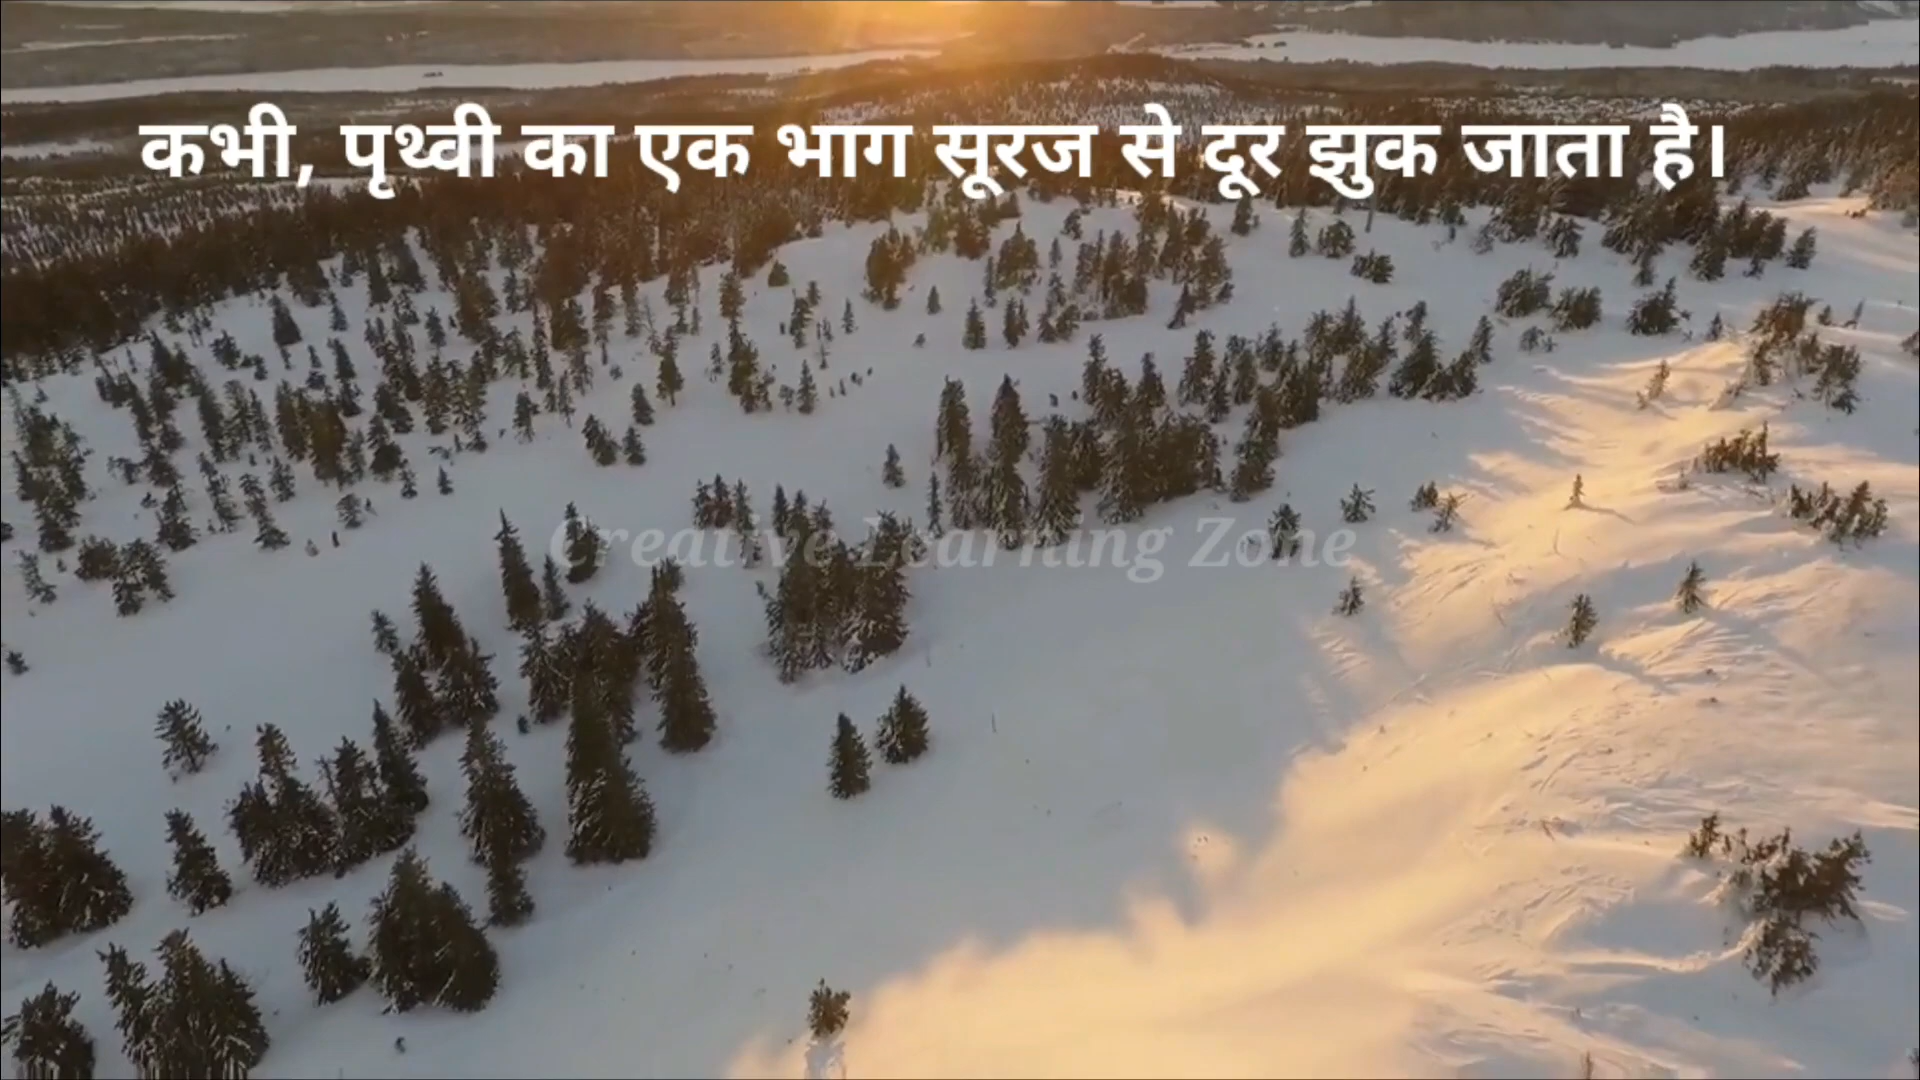 कभी, पृथ्वी का एक भाग सूरज से दूर झुक जाता है।
Creative Learning Zone